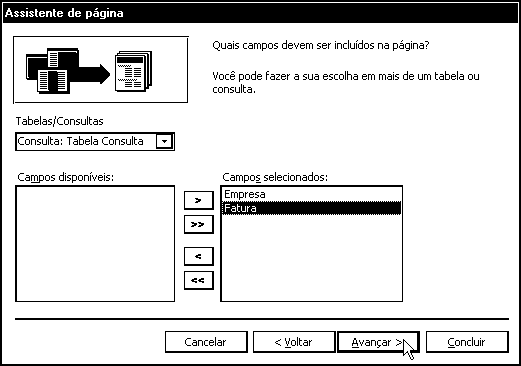 Assistente de página
Quais campos devem ser incluídos na página?
Você pode fazer a sua escolha em mais de um tabela ou
consulta.
Tabelas/Consultas
Consulta: Tabela Consulta
Campos disponíveis:
Campos selecionados:
Empresa
Fatura
>
>>
<
<<
Cancelar
< Voltar
Avançar >
Concluir